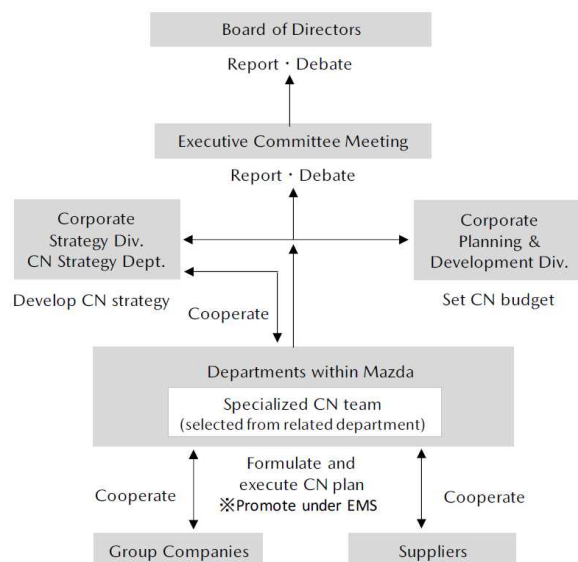 Board of Directors
Report・Debate
Executive Committee Meeting
Report・Debate
Corporate
Strategy Div.
CN Strategy Dept.
Corporate
Planning &
Development Div.
Develop CN strategy
Set CN budget
Cooperate
Departments within Mazda
Specialized CN team
(selected from related department)
Formulate and
execute CN plan
※Promote under EMS
Cooperate
Cooperate
Group Companies
Suppliers